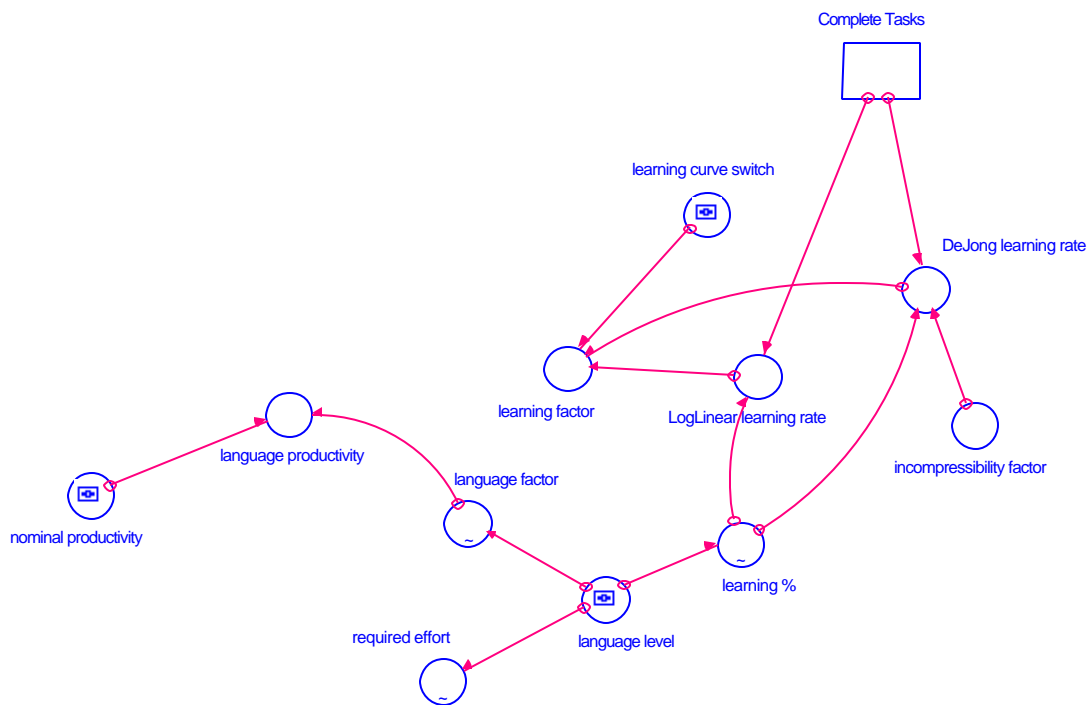 Complete Tasks
learning curve switch
DeJong learning rate
learning factor
LogLinear learning rate
language productivity
incompressibility factor
language factor
nominal productivity
~
~
learning %
required effort
language level
~